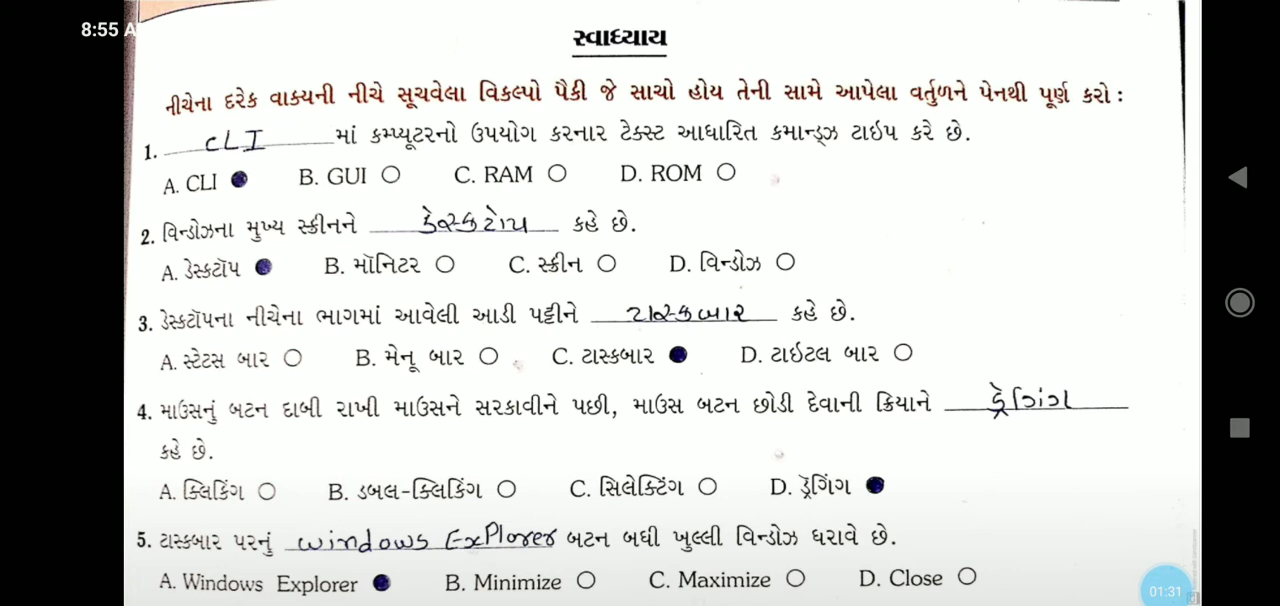 8:55 A
સ્વાધ્યાય
નીચેના દરેક વાક્યની નીચે સૂચવેલા વિકલ્પો પૈકી જે સાચો હોય તેની સામે આપેલા વર્તુળને પેનથી પૂર્ણ કરો :
1. CLI માં કમ્પ્યૂટરનો ઉપયોગ કરનાર ટેક્સ્ટ આધારિત કમાન્ડ્ઝ ટાઇપ કરે છે.
A. CLI B. GUI C. RAM D. ROM
2. વિન્ડોઝના મુખ્ય સ્ક્રીનને ડેસ્કટોપ કહે છે.
A. ડેસ્કટૉપ B. મૉનિટર C. સ્ક્રીન D. વિન્ડોઝ
3. ડેસ્કટૉપના નીચેના ભાગમાં આવેલી આડી પટ્ટીને ટાસ્કબાર કહે છે.
A. સ્ટેટસ બાર B. મેનૂ બાર C. ટાસ્કબાર D. ટાઇટલ બાર
4. માઉસનું બટન દાબી રાખી માઉસને સરકાવીને પછી, માઉસ બટન છોડી દેવાની ક્રિયાને ડ્રેગિંગ
કહે છે.
A. ક્લિકિંગ B. ડબલ-ક્લિકિંગ C. સિલેક્ટિંગ D. ડ્રૅગિંગ
5. ટાસ્કબાર પરનું windows Explorer બટન બધી ખુલ્લી વિન્ડોઝ ધરાવે છે.
A. Windows Explorer B. Minimize C. Maximize D. Close
01:31